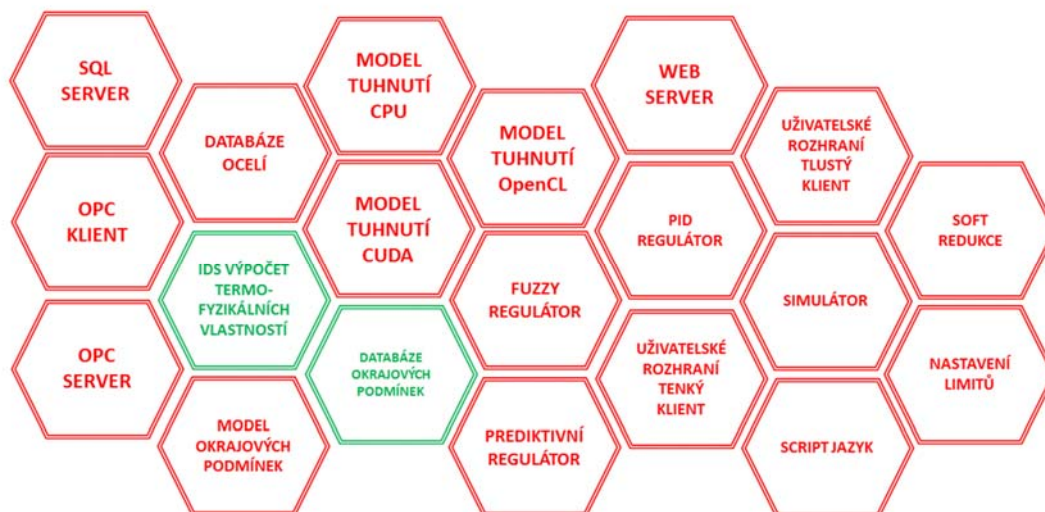 SQL
SERVER
OPC
KLIENT
OPC
SERVER
DATABÁZE
OCELÍ
IDS VÝPOČET
TERMO-
FYZIKÁLNÍCH
VLASTNOSTÍ
MODEL
OKRAJOVÝCH
PODMÍNEK
MODEL
TUHNUTÍ
CPU
MODEL
TUHNUTÍ
CUDA
DATABÁZE
OKRAJOVÝCH
PODMÍNEK
MODEL
TUHNUTÍ
OpenCL
FUZZY
REGULÁTOR
PREDIKTIVNÍ
REGULÁTOR
WEB
SERVER
PID
REGULÁTOR
UŽIVATELSKÉ
ROZHRANÍ
TENKÝ
KLIENT
UŽIVATELSKÉ
ROZHRANÍ
TLUSTÝ
KLIENT
SIMULÁTOR
SCRIPT JAZYK
SOFT
REDUKCE
NASTAVENÍ
LIMITŮ